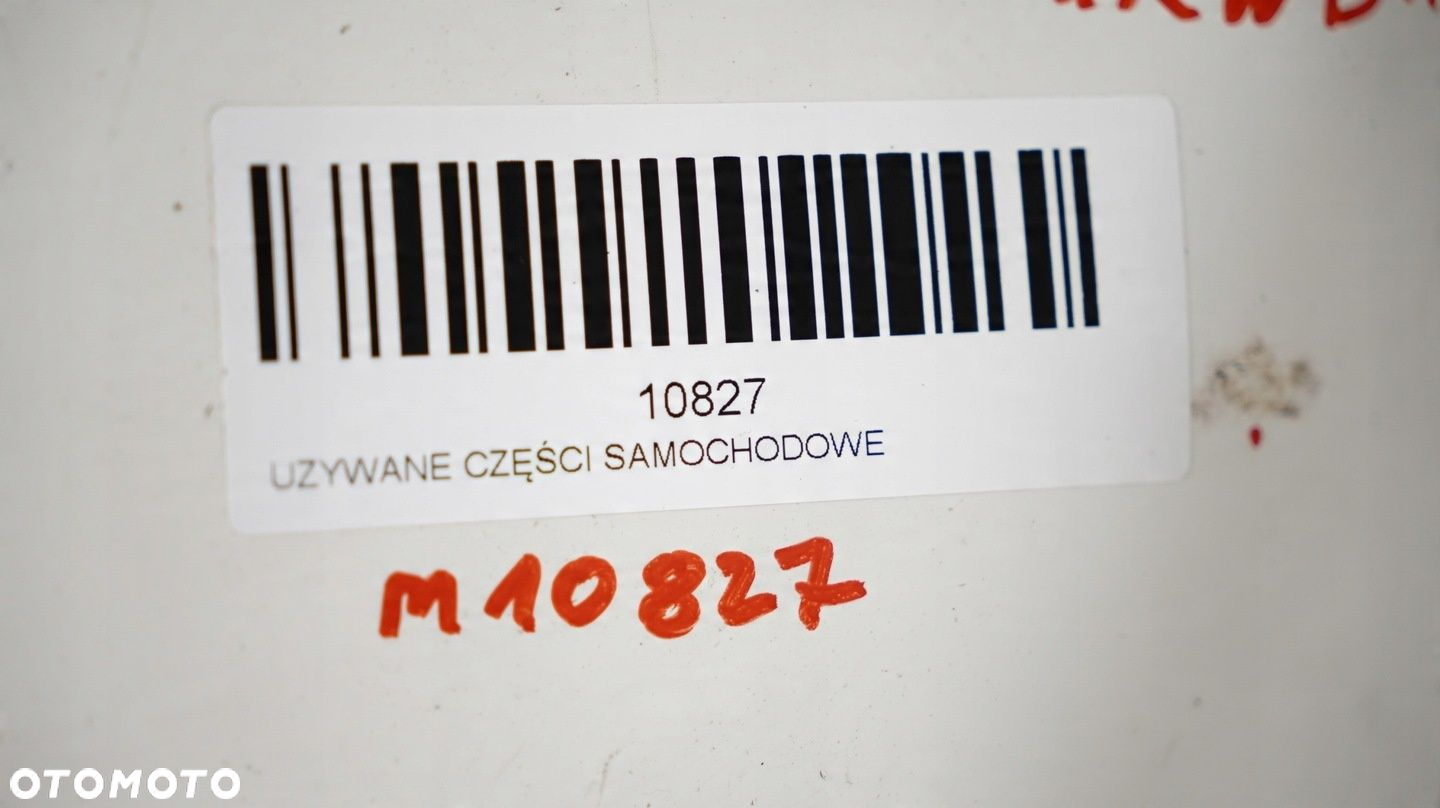 10827
UZYWANE CZĘŚCI SAMOCHODOWE
M10827
OTOMOTO